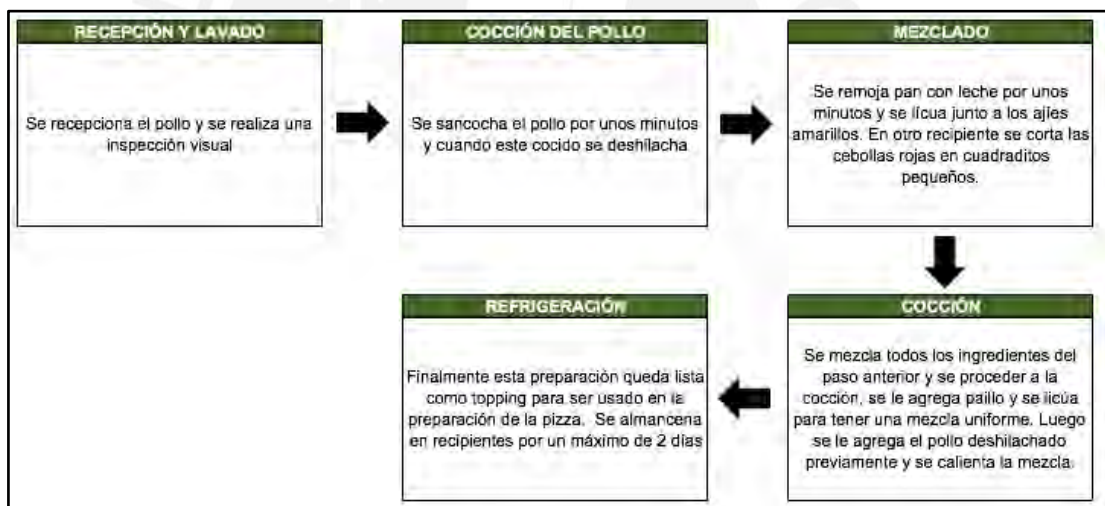 RECEPCIÓN Y LAVADO
Se recepciona el pollo y se realiza una
inspección visual
COCCIÓN DEL POLLO
Se sancocha el pollo por unos minutos
y cuando este cocido se deshilacha
MEZCLADO
Se remoja pan con leche por unos
minutos y se licua junto a los ajíes
amarillos. En otro recipiente se corta las
cebollas rojas en cuadraditos
pequeños.
COCCIÓN
Se mezcla todos los ingredientes del
paso anterior y se proceder a la
cocción, se le agrega palillo y se licúa
para tener una mezcla uniforme. Luego
se le agrega el pollo deshilachado
previamente y se calienta la mezcla.
REFRIGERACIÓN
Finalmente esta preparación queda lista
como topping para ser usado en la
preparación de la pizza. Se almancena
en recipientes por un máximo de 2 días